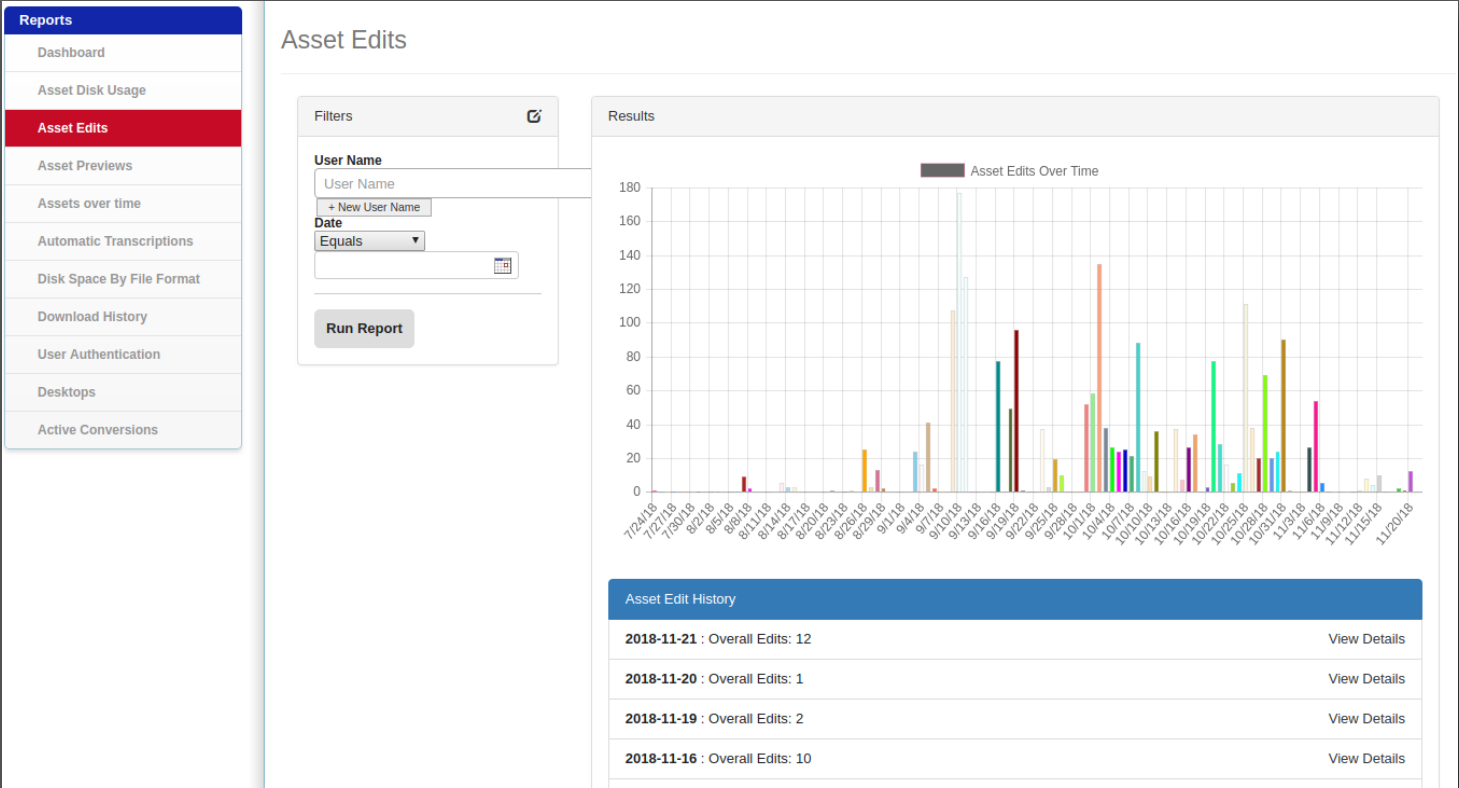 Reports
Dashboard
Asset Disk Usage
Asset Edits
Asset Previews
Assets over time
Automatic Transcriptions
Disk Space By File Format
Download History
User Authentication
Desktops
Active Conversions
Asset Edits
Filters
User Name
User Name
+ New User Name
Date
Equals
Run Report
Results
Asset Edits Over Time
180
160
140
120
100
80
60
40
20
0
7/24/18 7/27/18 7/30/18 8/2/18 8/5/18 8/8/18 8/11/18 8/14/18 8/17/18 8/20/18 8/23/18 8/26/18 8/29/18 9/1/18 9/4/18 9/7/18 9/10/18 9/13/18 9/16/18 9/19/18 9/22/18 9/25/18 9/28/18 10/1/18 10/4/18 10/7/18 10/10/18 10/13/18 10/16/18 10/19/18 10/22/18 10/25/18 10/28/18 10/31/18 11/3/18 11/6/18 11/9/18 11/12/18 11/15/18 11/20/18
Asset Edit History
2018-11-21 : Overall Edits: 12 View Details
2018-11-20 : Overall Edits: 1 View Details
2018-11-19 : Overall Edits: 2 View Details
2018-11-16 : Overall Edits: 10 View Details